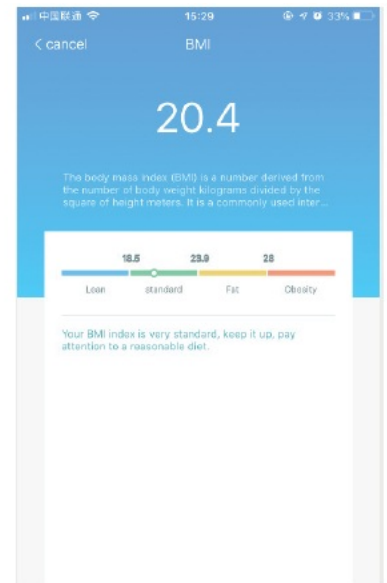 中国联通 15:29 33%
< cancel BMI
20.4
The body mass index (BMI) is a number derived from
the number of body weight kilograms divided by the
square of height meters. It is a commonly used inter...
18.5 23.9 28
Lean standard Fat Obesity
Your BMI index is very standard, keep it up, pay
attention to a reasonable diet.